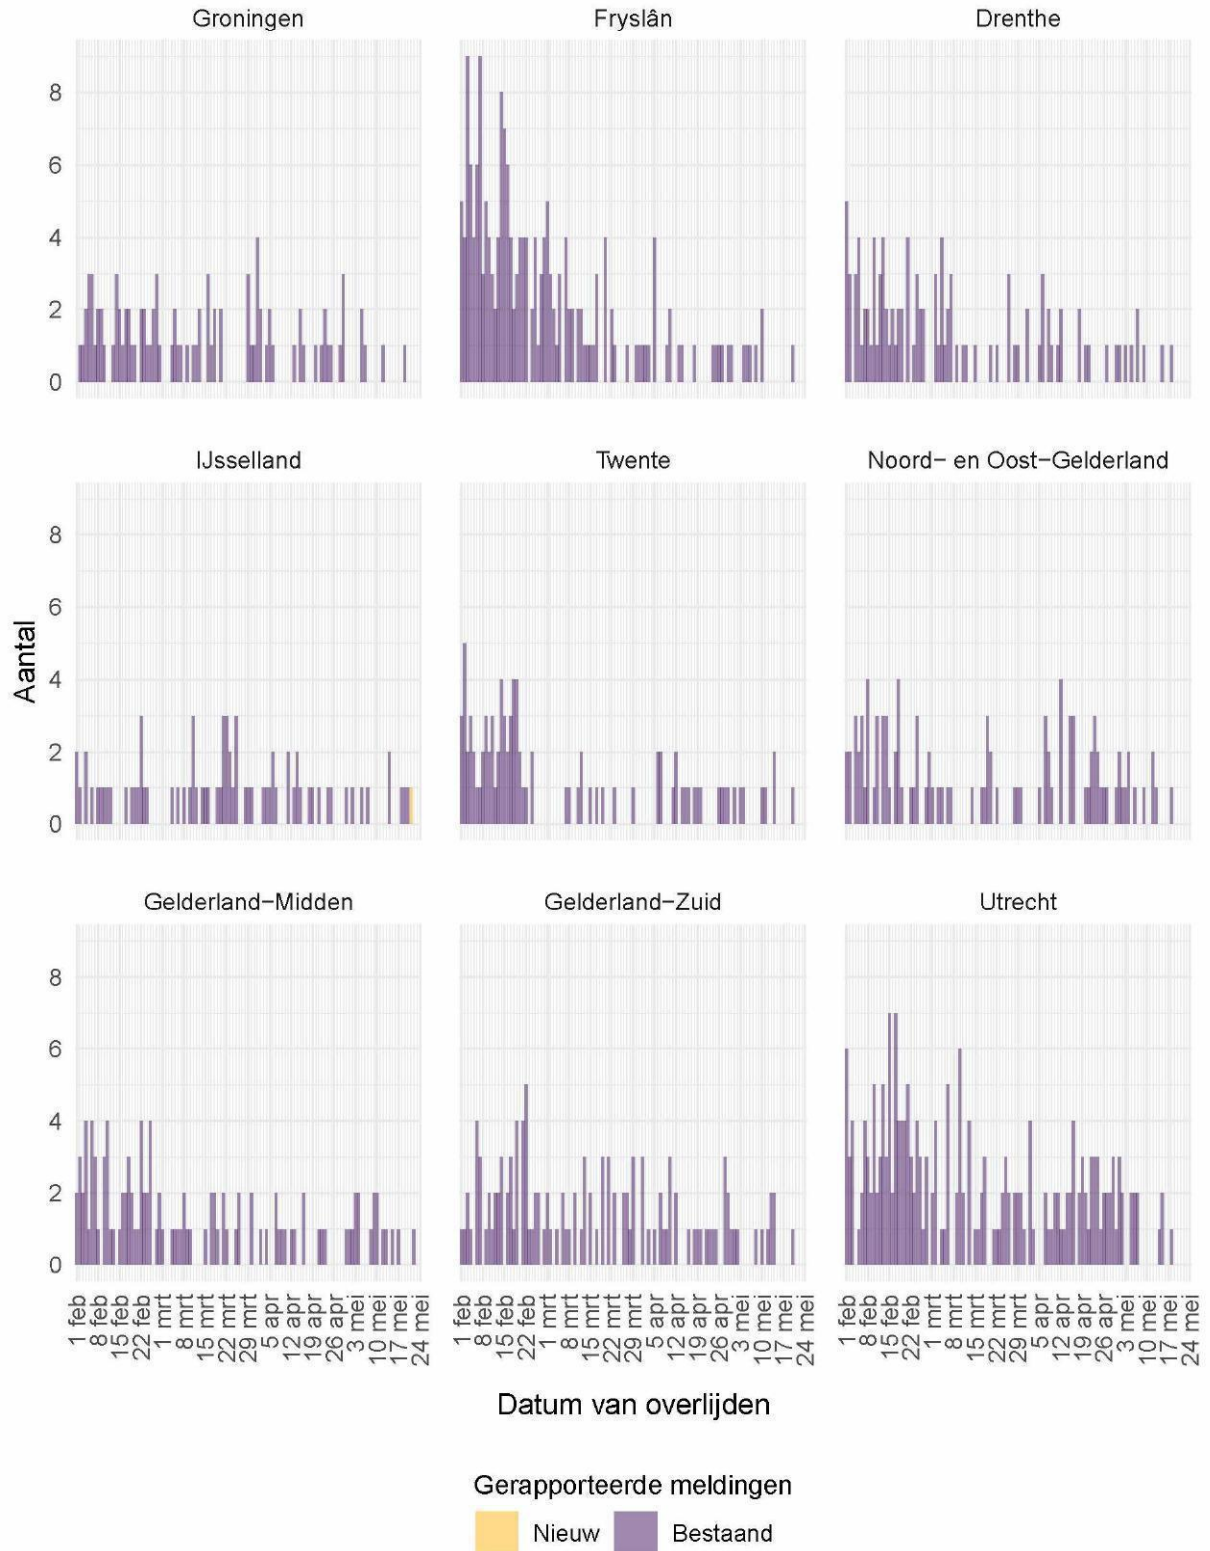 Groningen
Fryslân
Drenthe
8
6
4
2
0
IJsselland
Twente
Noord- en Oost-Gelderland
8
6
4
2
0
Aantal
Gelderland-Midden
Gelderland-Zuid
Utrecht
8
6
4
2
0
1 feb
8 feb
15 feb
22 feb
1 mrt
8 mrt
15 mrt
22 mrt
29 mrt
5 apr
12 apr
19 apr
26 apr
3 mei
10 mei
17 mei
24 mei
1 feb
8 feb
15 feb
22 feb
1 mrt
8 mrt
15 mrt
22 mrt
29 mrt
5 apr
12 apr
19 apr
26 apr
3 mei
10 mei
17 mei
24 mei
1 feb
8 feb
15 feb
22 feb
1 mrt
8 mrt
15 mrt
22 mrt
29 mrt
5 apr
12 apr
19 apr
26 apr
3 mei
10 mei
17 mei
24 mei
Datum van overlijden
Gerapporteerde meldingen
Nieuw
Bestaand